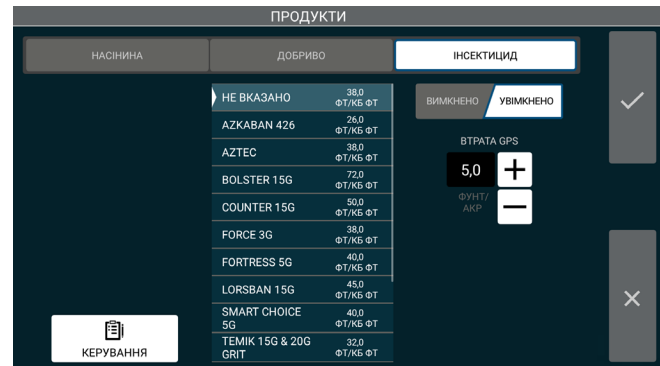 ПРОДУКТИ
НАСІНИНА
ДОБРИВО
ІНСЕКТИЦИД
НЕ ВКАЗАНО
38,0
ФТ/КБ ФТ
AZKABAN 426
26,0
ФТ/КБ ФТ
AZTEC
38,0
ФТ/КБ ФТ
BOLSTER 15G
72,0
ФТ/КБ ФТ
COUNTER 15G
50,0
ФТ/КБ ФТ
FORCE 3G
38,0
ФТ/КБ ФТ
FORTRESS 5G
40,0
ФТ/КБ ФТ
LORSBAN 15G
45,0
ФТ/КБ ФТ
SMART CHOICE
5G
40,0
ФТ/КБ ФТ
TEMIK 15G & 20G
GRIT
32,0
ФТ/КБ ФТ
ВИМКНЕНО
УВІМКНЕНО
ВТРАТА GPS
5,0
ФУНТ/
АКР
КЕРУВАННЯ